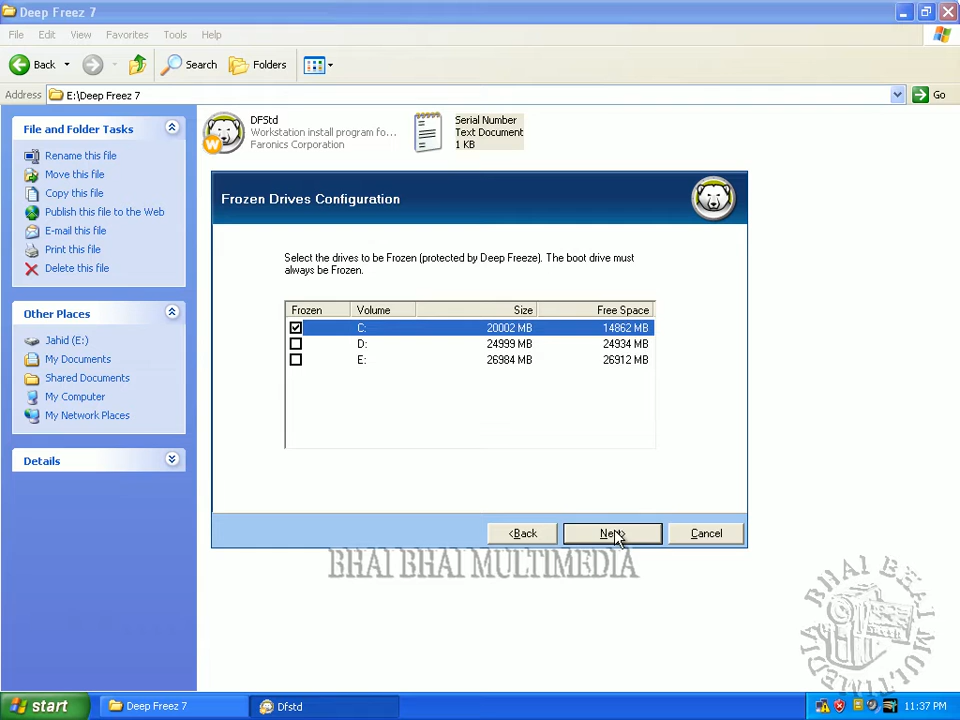 Deep Freez 7
File Edit View Favorites Tools Help
Back Search Folders
Address E:\Deep Freez 7 Go
File and Folder Tasks
Rename this file
Move this file
Copy this file
Publish this file to the Web
E-mail this file
Print this file
Delete this file
Other Places
Jahid (E:)
My Documents
Shared Documents
My Computer
My Network Places
Details
DFStd
Workstation install program fo...
Faronics Corporation
Serial Number
Text Document
1 KB
Frozen Drives Configuration
Select the drives to be Frozen (protected by Deep Freeze). The boot drive must
always be Frozen.
Frozen Volume Size Free Space
C: 20002 MB 14862 MB
D: 24999 MB 24934 MB
E: 26984 MB 26912 MB
<Back Next> Cancel
BHAI BHAI MULTIMEDIA
BHAI BHAI MULTIMEDIA
start Deep Freez 7 Dfstd 11:37 PM